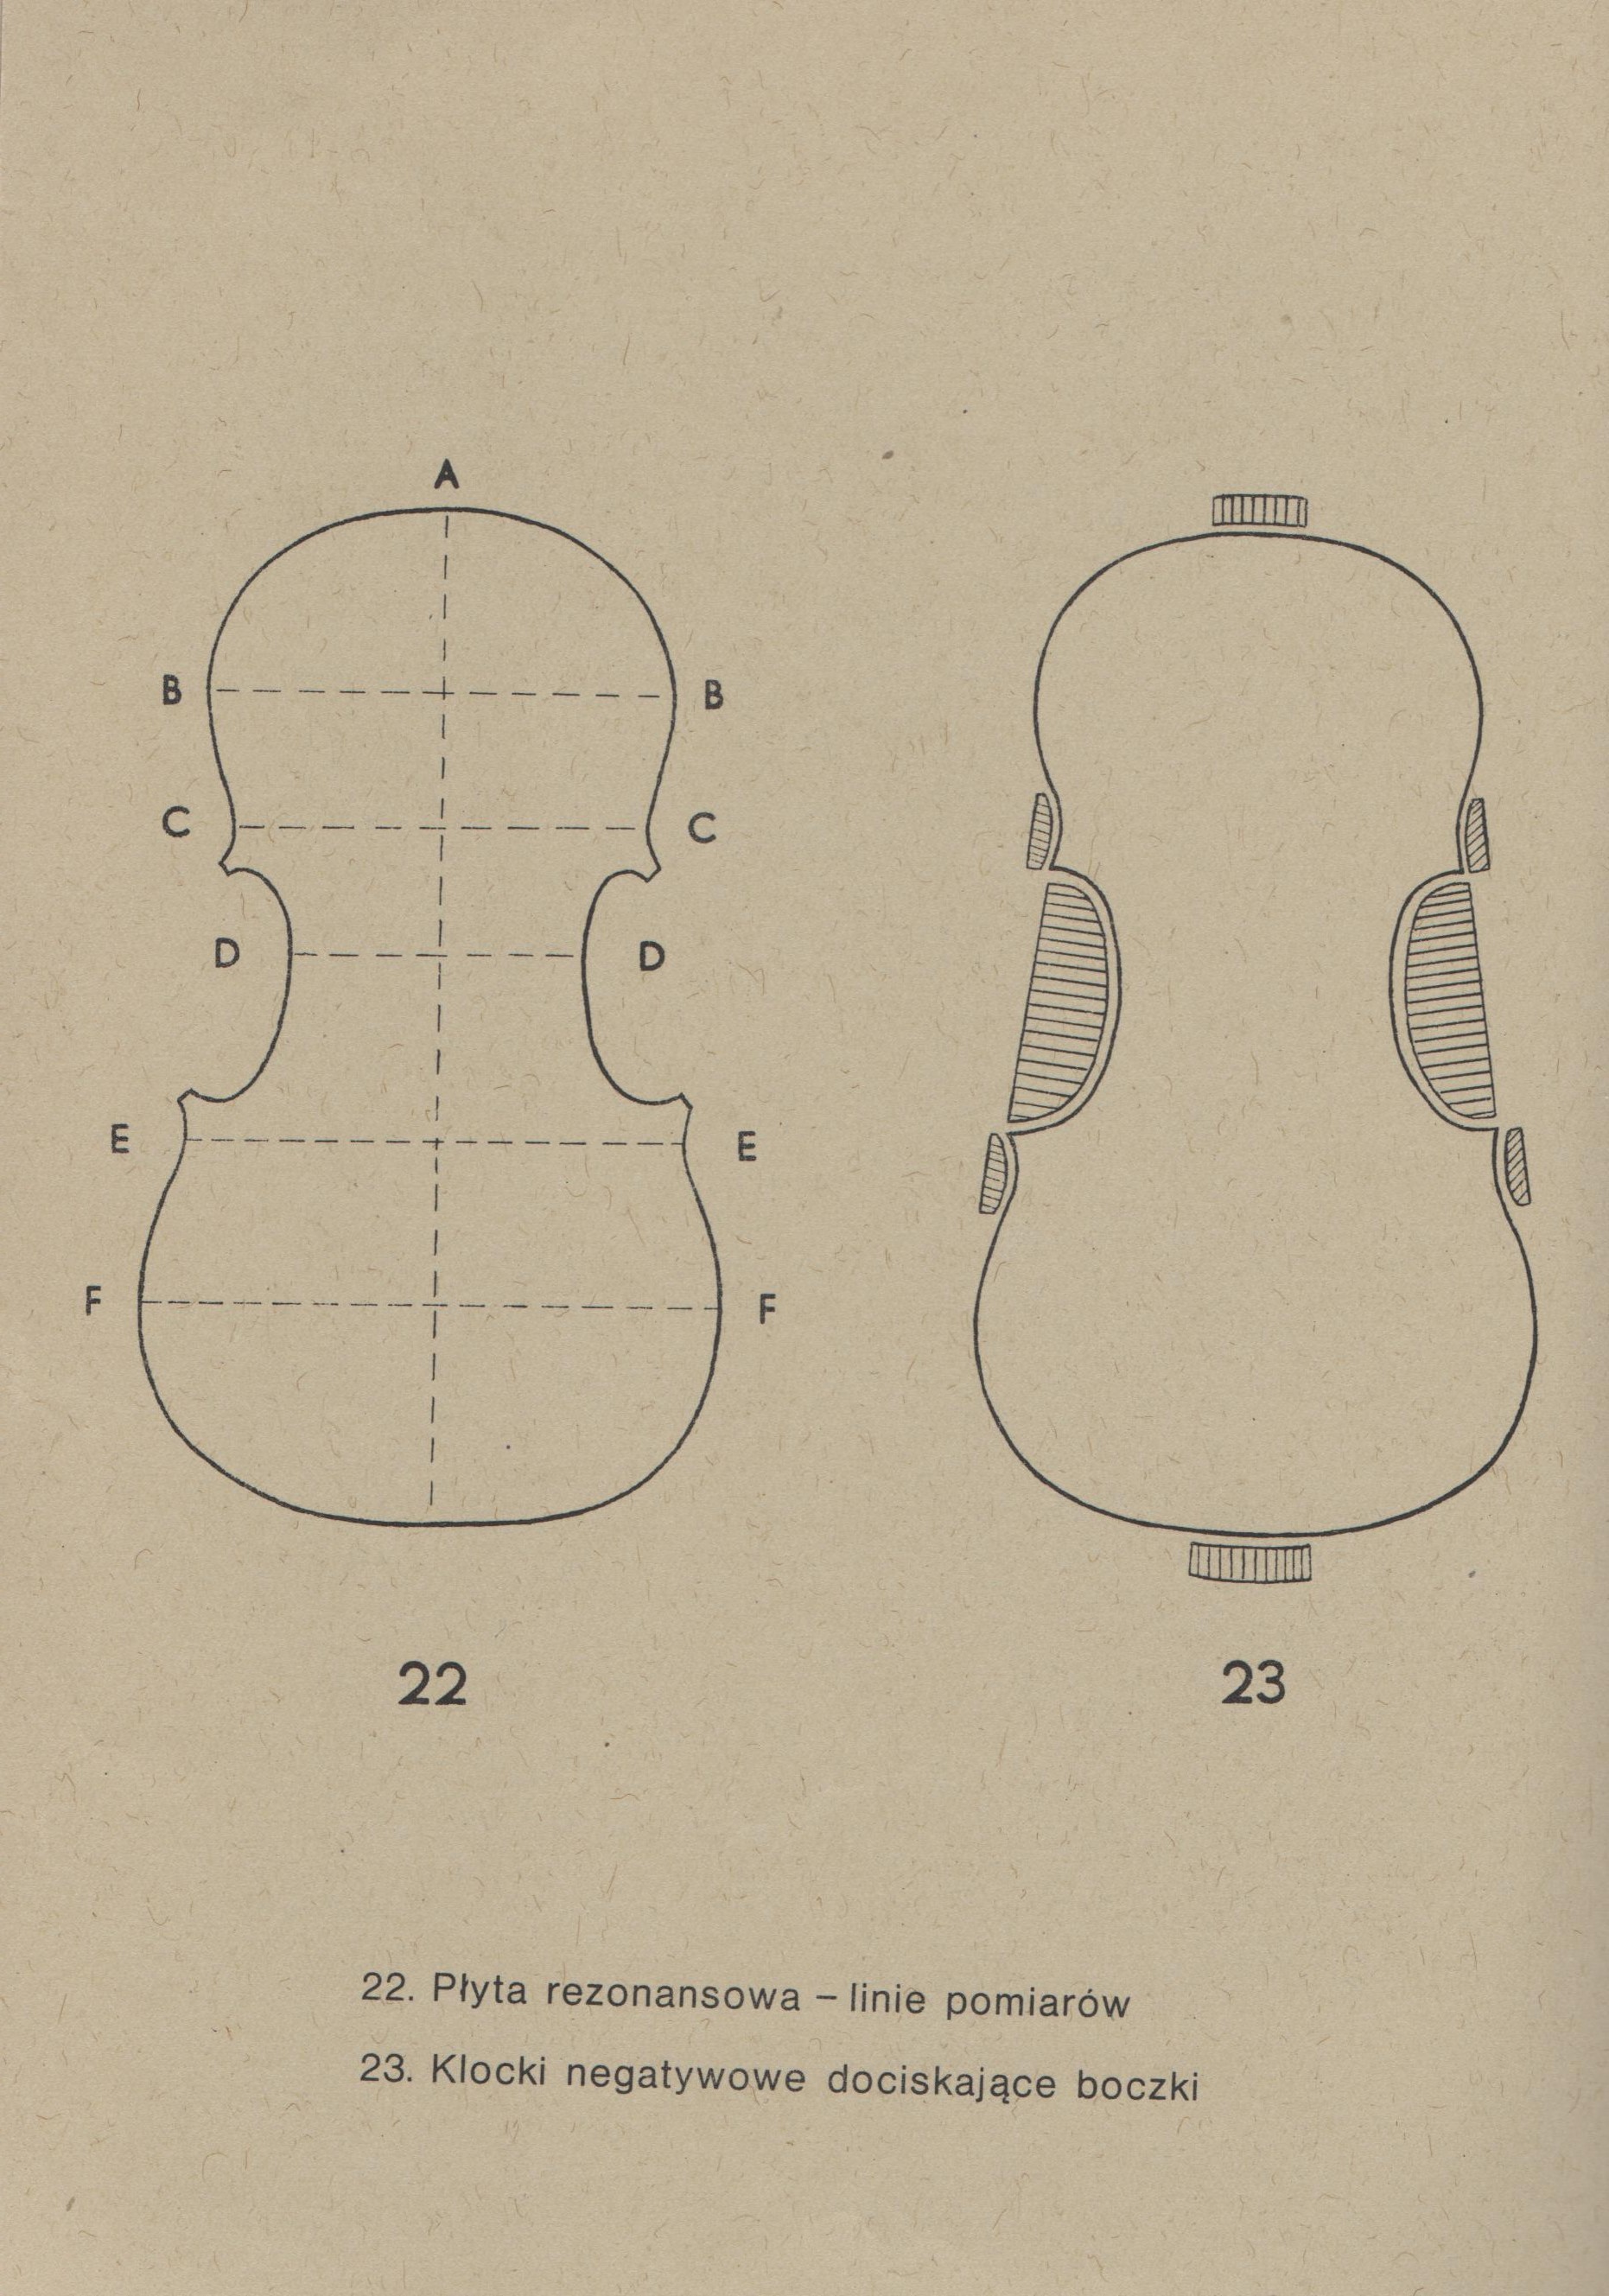 A
B B
C C
D D
E E
F F
22 23
22. Płyta rezonansowa – linie pomiarów
23. Klocki negatywowe dociskające boczki